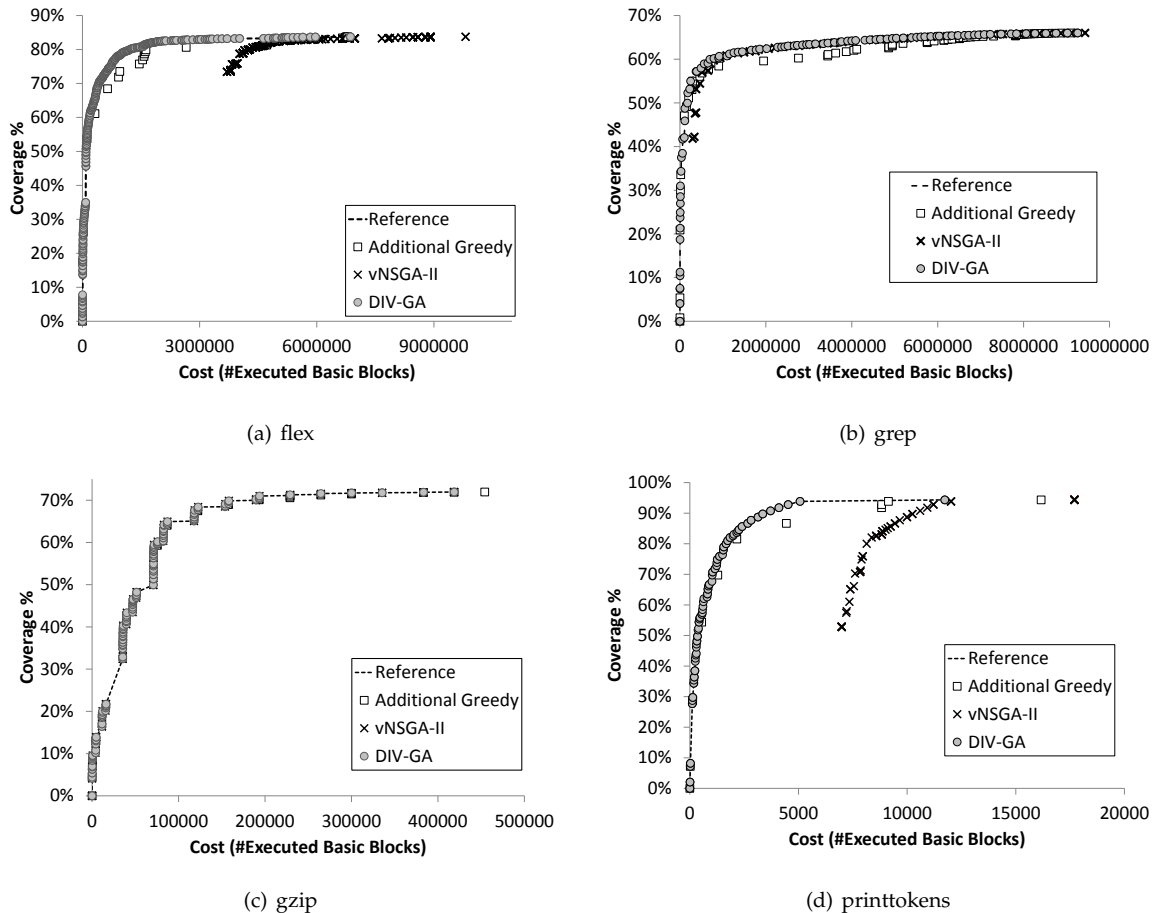 90%
80%
70%
60%
50%
40%
30%
20%
10%
0%
Coverage %
0 3000000 6000000 9000000
Cost (#Executed Basic Blocks)
Reference
Additional Greedy
vNSGA-II
DIV-GA
(a) flex
70%
60%
50%
40%
30%
20%
10%
0%
Coverage %
0 2000000 4000000 6000000 8000000 10000000
Cost (#Executed Basic Blocks)
Reference
Additional Greedy
vNSGA-II
DIV-GA
(b) grep
70%
60%
50%
40%
30%
20%
10%
0%
Coverage %
0 100000 200000 300000 400000 500000
Cost (#Executed Basic Blocks)
Reference
Additional Greedy
vNSGA-II
DIV-GA
(c) gzip
100%
90%
80%
70%
60%
50%
40%
30%
20%
10%
0%
Coverage %
0 5000 10000 15000 20000
Cost (#Executed Basic Blocks)
Reference
Additional Greedy
vNSGA-II
DIV-GA
(d) printtokens